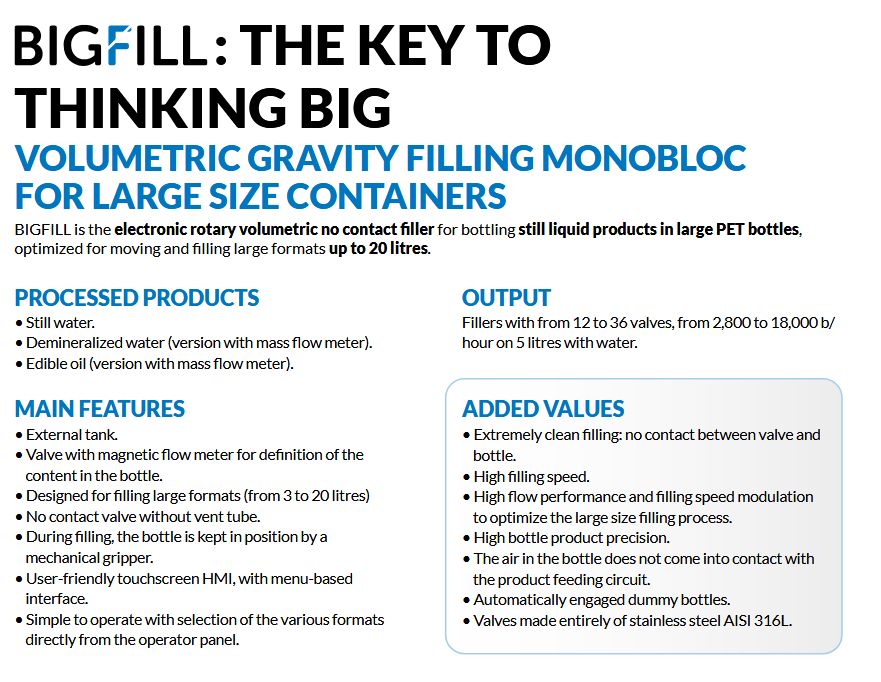 BIGFILL: THE KEY TO
THINKING BIG
VOLUMETRIC GRAVITY FILLING MONOBLOC
FOR LARGE SIZE CONTAINERS
BIGFILL is the electronic rotary volumetric no contact filler for bottling still liquid products in large PET bottles,
optimized for moving and filling large formats up to 20 litres.
PROCESSED PRODUCTS
• Still water.
• Demineralized water (version with mass flow meter).
• Edible oil (version with mass flow meter).
OUTPUT
Fillers with from 12 to 36 valves, from 2,800 to 18,000 b/
hour on 5 litres with water.
MAIN FEATURES
• External tank.
• Valve with magnetic flow meter for definition of the
content in the bottle.
• Designed for filling large formats (from 3 to 20 litres)
• No contact valve without vent tube.
• During filling, the bottle is kept in position by a
mechanical gripper.
• User-friendly touchscreen HMI, with menu-based
interface.
• Simple to operate with selection of the various formats
directly from the operator panel.
ADDED VALUES
• Extremely clean filling: no contact between valve and
bottle.
• High filling speed.
• High flow performance and filling speed modulation
to optimize the large size filling process.
• High bottle product precision.
• The air in the bottle does not come into contact with
the product feeding circuit.
• Automatically engaged dummy bottles.
• Valves made entirely of stainless steel AISI 316L.